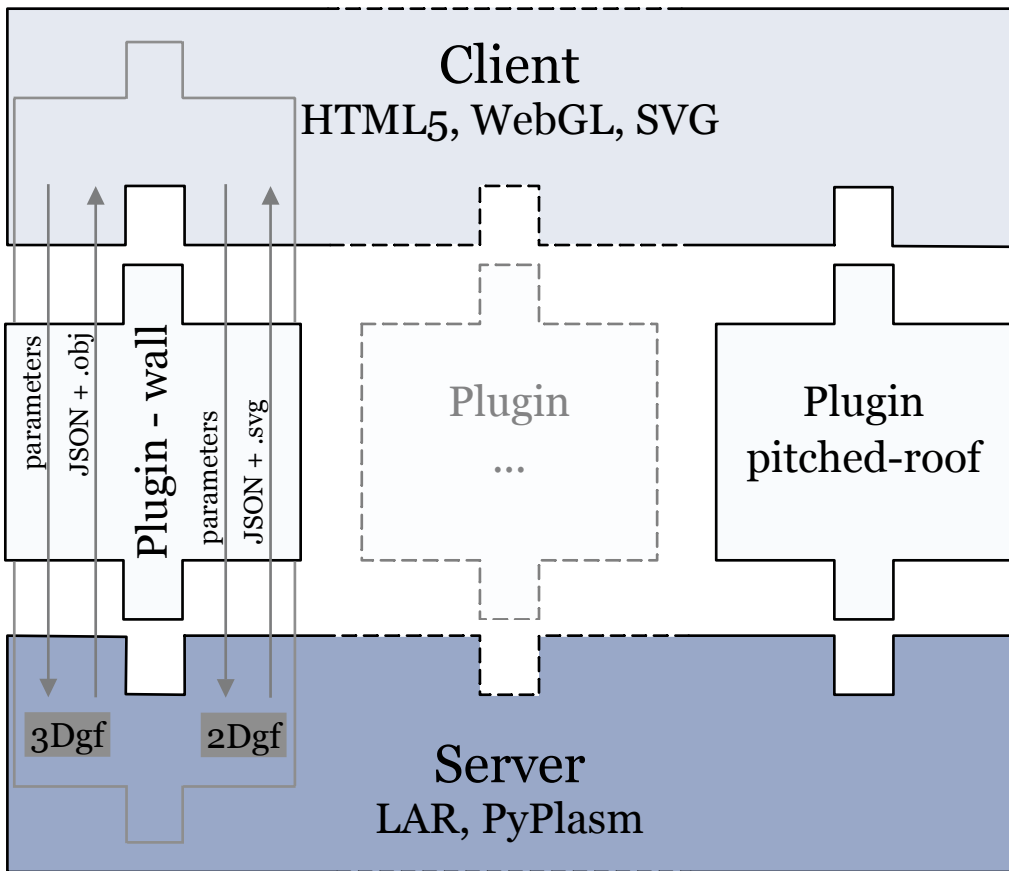 Client
HTML5, WebGL, SVG
parameters
JSON + .obj
Plugin - wall
parameters
JSON + .svg
Plugin
...
Plugin
pitched-roof
3Dgf
2Dgf
Server
LAR, PyPlasm